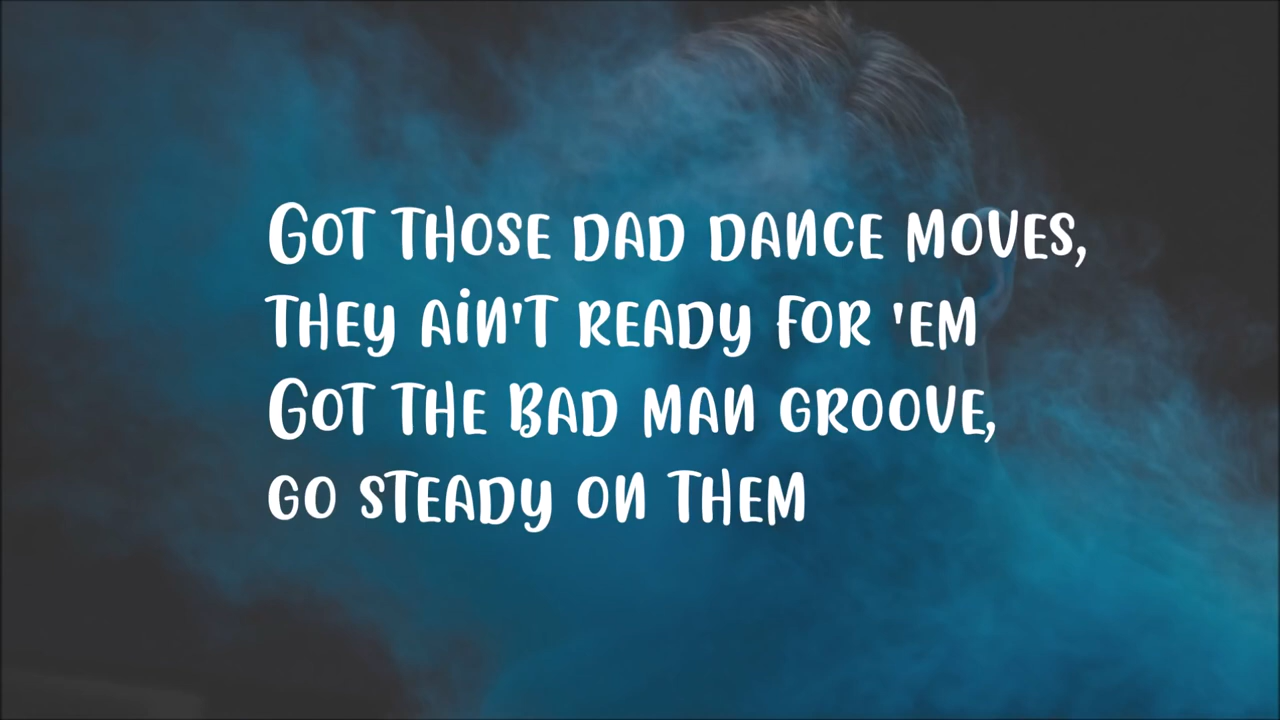 Got those dad dance moves,
they ain't ready for 'em
Got the bad man groove,
go steady on them